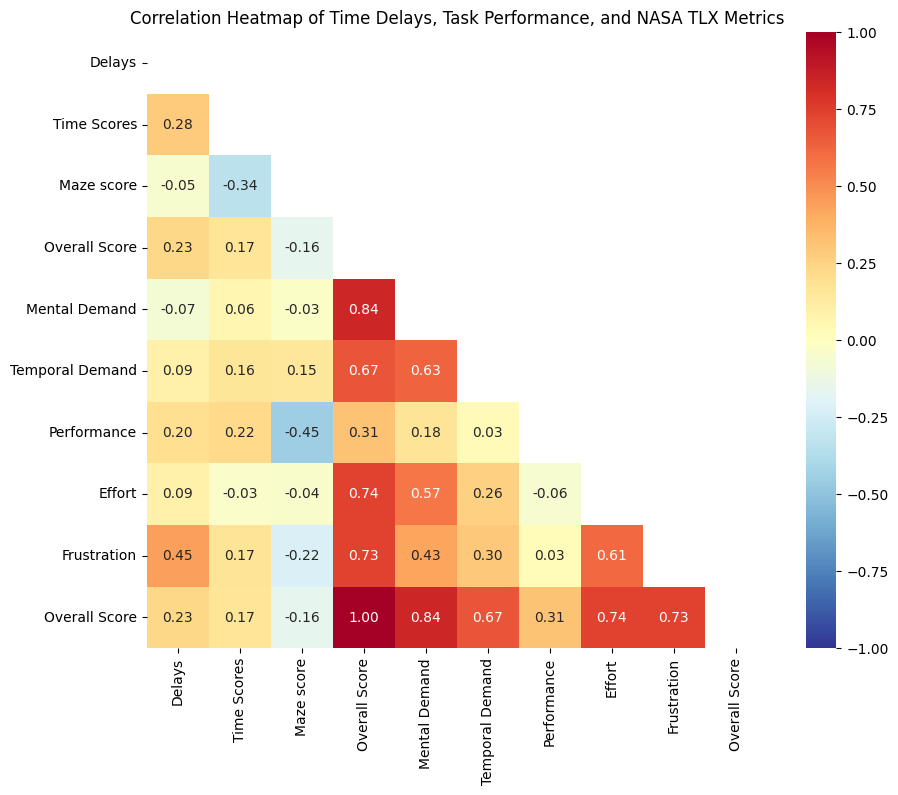 Correlation Heatmap of Time Delays, Task Performance, and NASA TLX Metrics
Delays
Time Scores 0.28
Maze score -0.05 -0.34
Overall Score 0.23 0.17 -0.16
Mental Demand -0.07 0.06 -0.03 0.84
Temporal Demand 0.09 0.16 0.15 0.67 0.63
Performance 0.20 0.22 -0.45 0.31 0.18 0.03
Effort 0.09 -0.03 -0.04 0.74 0.57 0.26 -0.06
Frustration 0.45 0.17 -0.22 0.73 0.43 0.30 0.03 0.61
Overall Score 0.23 0.17 -0.16 1.00 0.84 0.67 0.31 0.74 0.73
Delays
Time Scores
Maze score
Overall Score
Mental Demand
Temporal Demand
Performance
Effort
Frustration
Overall Score
1.00
0.75
0.50
0.25
0.00
−0.25
−0.50
−0.75
−1.00